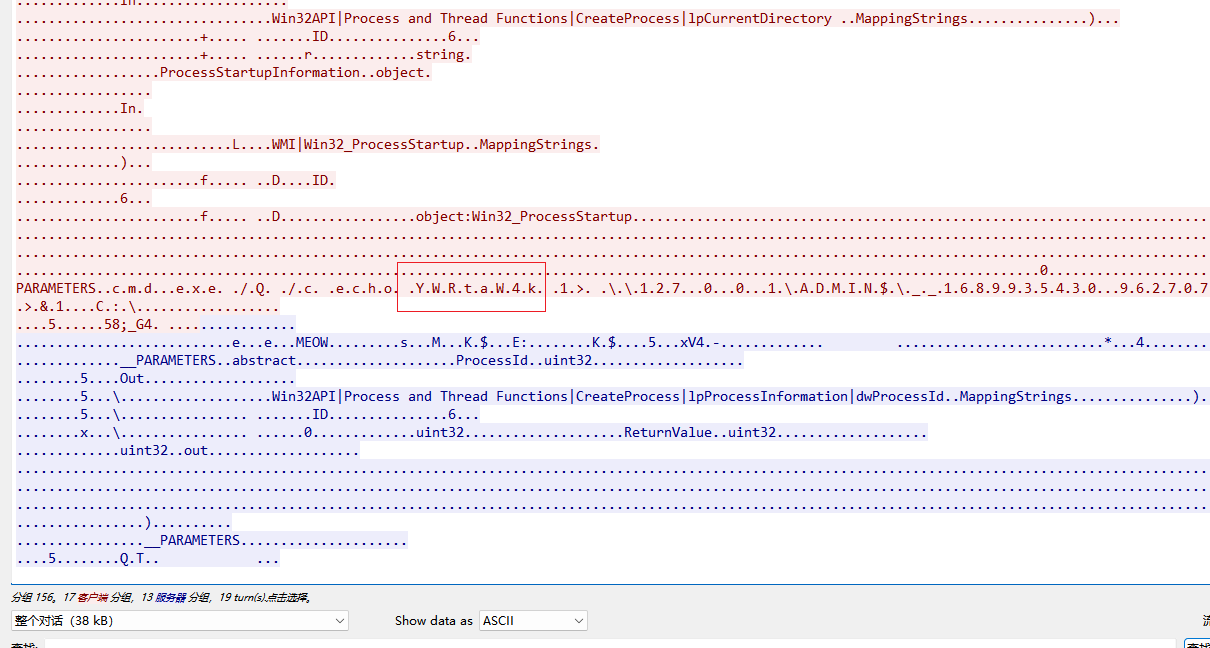 .............In...................
................................Win32API|Process and Thread Functions|CreateProcess|lpCurrentDirectory ..MappingStrings...............)...
.......................+..... .......ID...............6...
.......................+..... ......r.............string.
..................ProcessStartupInformation..object.
.................
.............In.
.................
...........................L....WMI|Win32_ProcessStartup..MappingStrings.
.............)...
.......................f..... ..D....ID.
.............6...
.......................f..... ..D.................object:Win32_ProcessStartup........................................................................
0
PARAMETERS..c.m.d...e.x.e. ./.Q. ./.c. .e.c.h.o. .Y.W.R.t.a.W.4.k. .1.>. .\.\.1.2.7...0...0...1.\.A.D.M.I.N.$.\._._.1.6.8.9.9.3.5.4.3.0...9.6.2.7.0.7
.>.&.1....C.:.\..................
....5......58;_G4. ................
...........................e...e...MEOW.........s...M...K.$...E:........K.$....5...xV4.-............. ..........................*...4........
.............__PARAMETERS..abstract....................ProcessId..uint32...................
........5....Out...................
........5...\...................Win32API|Process and Thread Functions|CreateProcess|lpProcessInformation|dwProcessId..MappingStrings...............).
........5...\............. .......ID...............6...
........x...\............. ......0.............uint32....................ReturnValue..uint32...................
.............uint32..out...................
................)..........
................__PARAMETERS.....................
....5........Q.T.. ...
分组 156。17 客户端 分组，13 服务器 分组，19 turn(s).点击选择。
整个对话 (38 kB) Show data as ASCII 流
查找: 查找